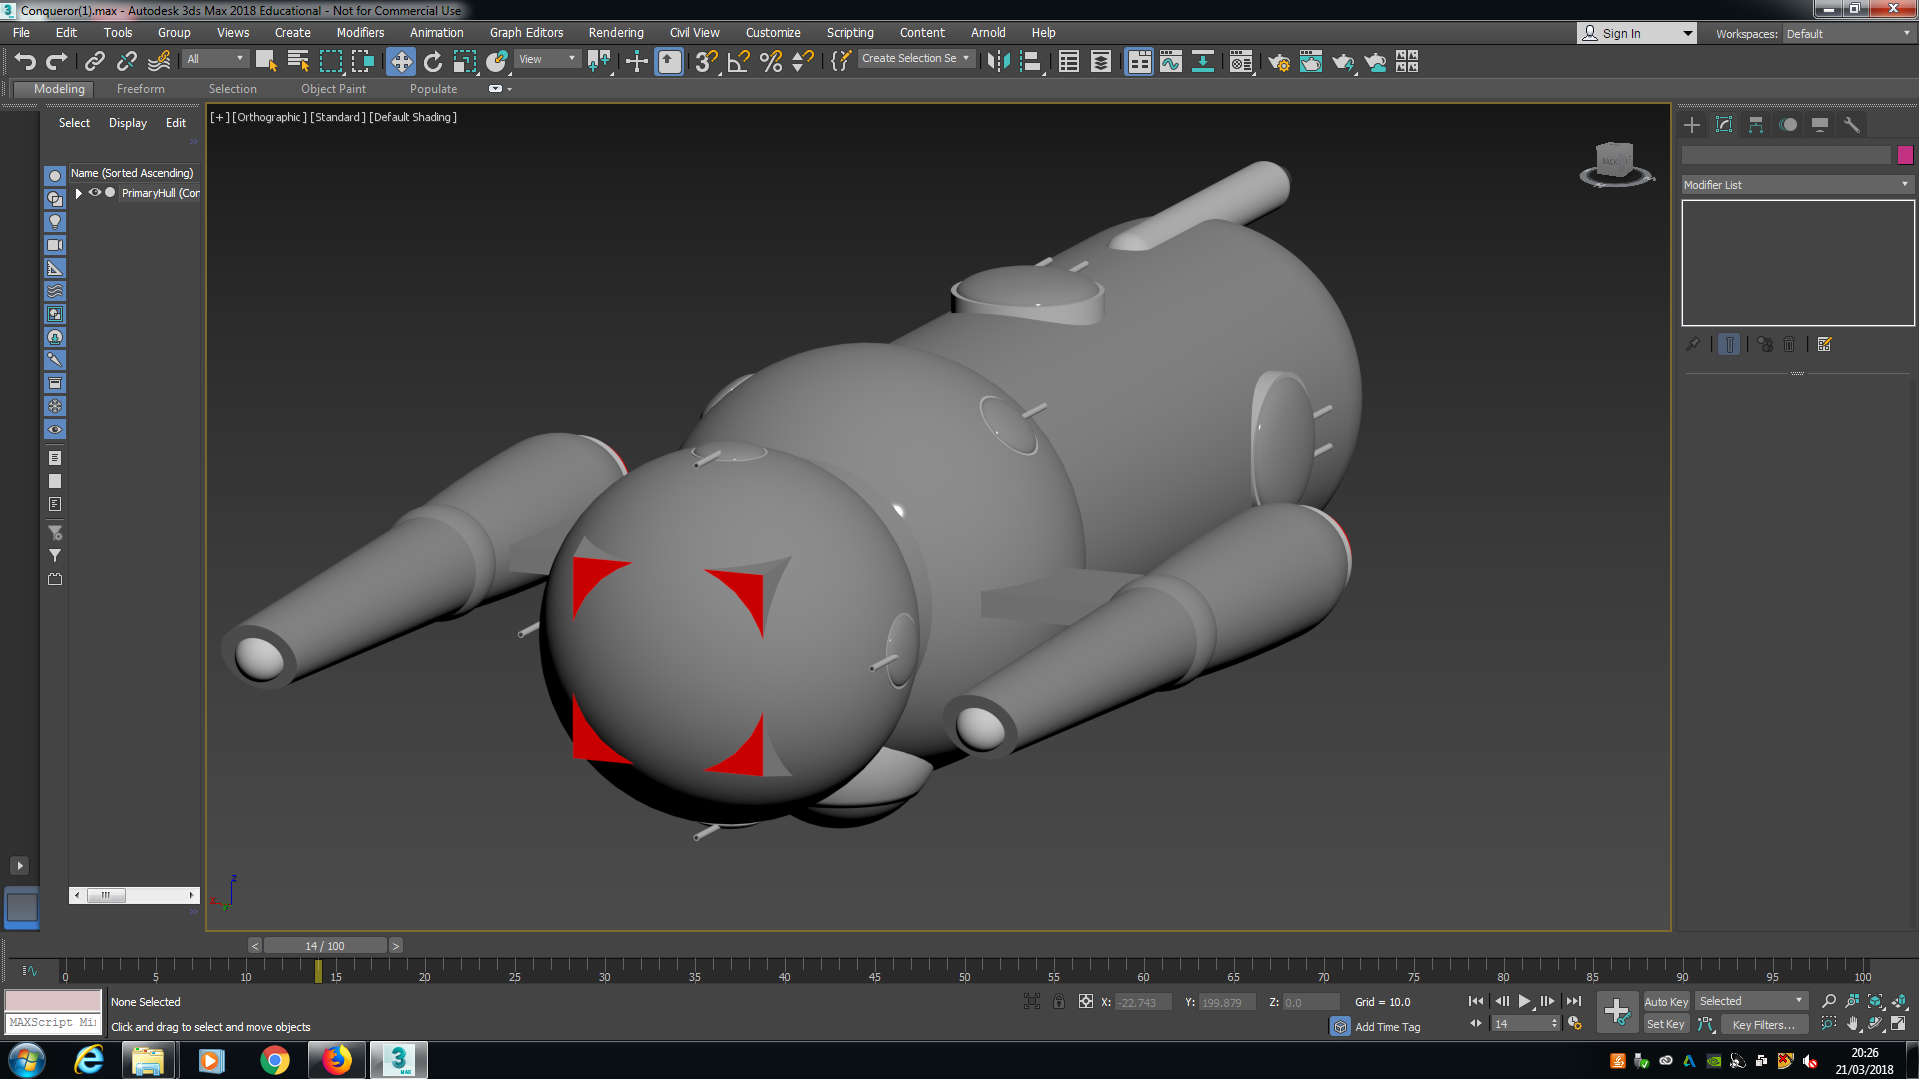 Conqueror(1).max - Autodesk 3ds Max 2018 Educational - Not for Commercial Use
File Edit Tools Group Views Create Modifiers Animation Graph Editors Rendering Civil View Customize Scripting Content Arnold Help
Sign In Workspaces: Default
All View Create Selection Se
Modeling Freeform Selection Object Paint Populate
Select Display Edit
[+] [Orthographic ] [Standard ] [Default Shading ]
Name (Sorted Ascending)
PrimaryHull (Cor
BACK
Modifier List
z
x
y
< 14 / 100 >
0 5 10 15 20 25 30 35 40 45 50 55 60 65 70 75 80 85 90 95 100
None Selected
X: -22.743 Y: 199.879 Z: 0.0 Grid = 10.0
Auto Key Selected
MAXScript Mi
Click and drag to select and move objects
Add Time Tag
14
Set Key Key Filters...
20:26
21/03/2018